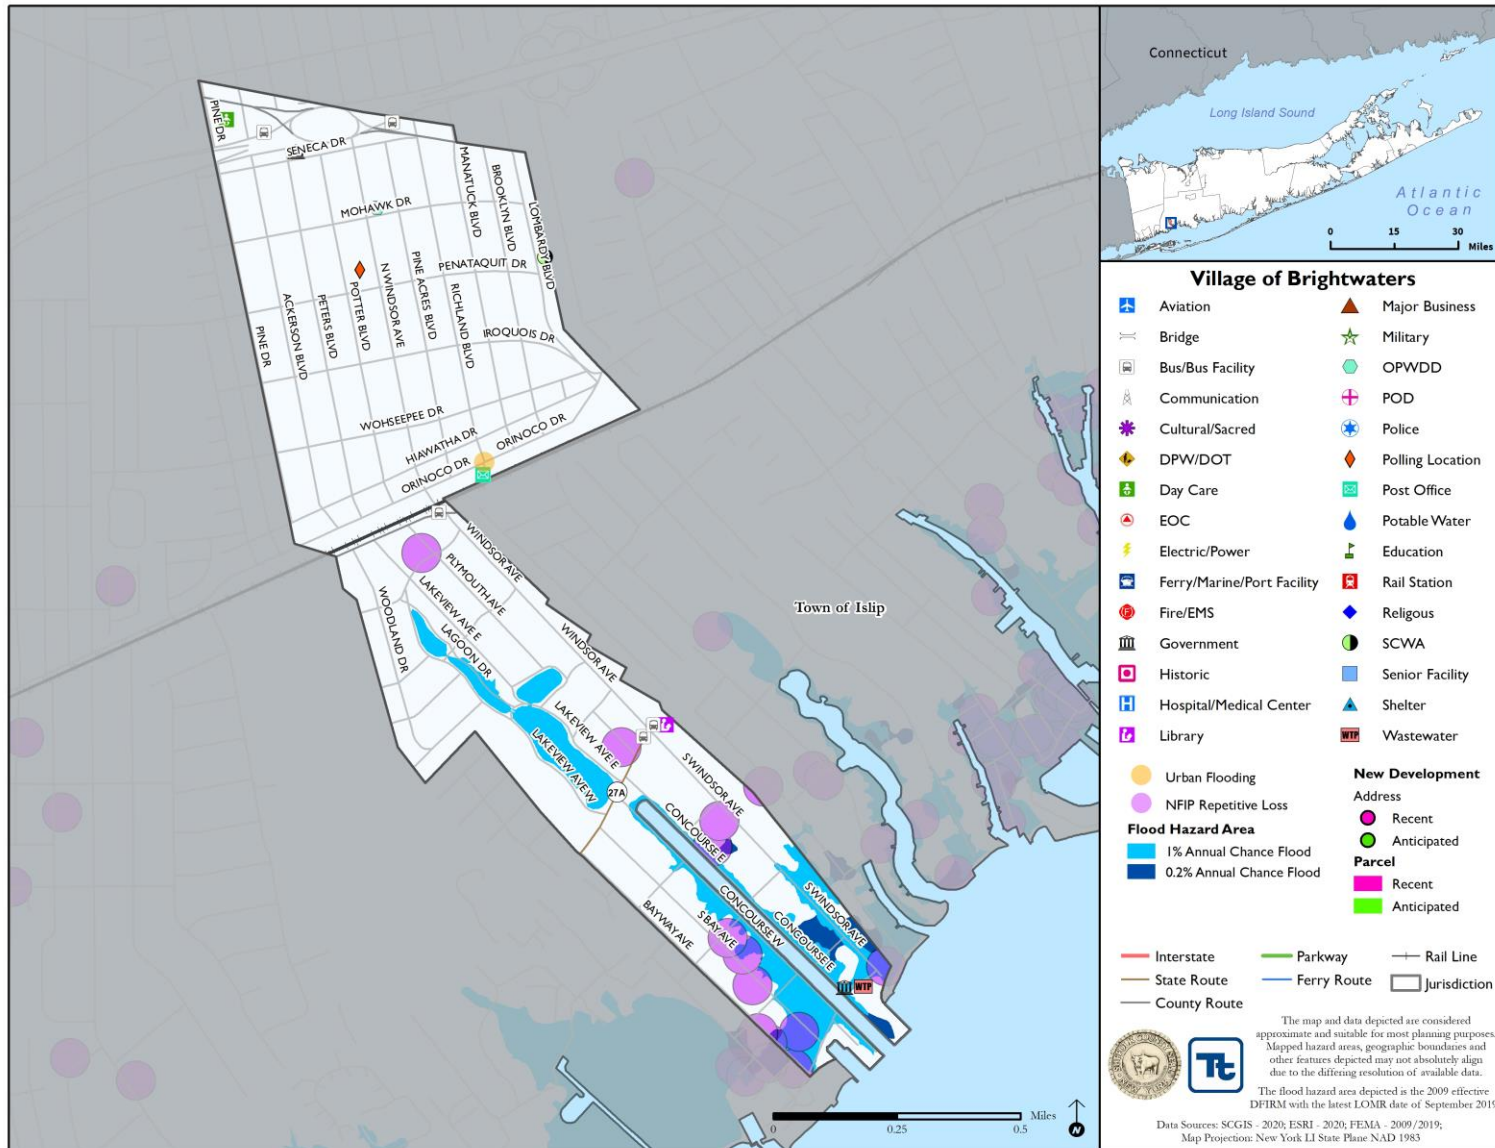 PINE DR
SENECA DR
MANATUCK BLVD
BROOKLYN BLVD
LOMBARDY BLVD
MOHAWK DR
PENATAQUIT DR
PINE DR
ACKERSON BLVD
PETERS BLVD
POTTER BLVD
N WINDSOR AVE
PINE ACRES BLVD
RICHLAND BLVD
IROQUOIS DR
WOHSEEPEE DR
HIAWATHA DR
ORINOCO DR
ORINOCO DR
WINDSOR AVE
PLYMOUTH AVE
LAKEVIEW AVE E
LAGOON DR
WOODLAND DR
WINDSOR AVE
LAKEVIEW AVE E
LAKEVIEW AVE W
27A
S WINDSOR AVE
CONCOURSE E
CONCOURSE W
S WINDSOR AVE
CONCOURSE E
S BAY AVE
BAYWAY AVE
WTP
Town of Islip
0 0.25 0.5 Miles
N
Connecticut
Long Island Sound
Atlantic
Ocean
0 15 30
Miles
Village of Brightwaters
Aviation
Bridge
Bus/Bus Facility
Communication
Cultural/Sacred
DPW/DOT
Day Care
EOC
Electric/Power
Ferry/Marine/Port Facility
Fire/EMS
Government
Historic
H Hospital/Medical Center
Library
Major Business
Military
OPWDD
POD
Police
Polling Location
Post Office
Potable Water
Education
Rail Station
Religous
SCWA
Senior Facility
Shelter
WTP Wastewater
Urban Flooding
NFIP Repetitive Loss
Flood Hazard Area
1% Annual Chance Flood
0.2% Annual Chance Flood
New Development
Address
Recent
Anticipated
Parcel
Recent
Anticipated
Interstate
State Route
County Route
Parkway
Ferry Route
Rail Line
Jurisdiction
Tt
The map and data depicted are considered
approximate and suitable for most planning purposes.
Mapped hazard areas, geographic boundaries and
other features depicted may not absolutely align
due to the differing resolution of available data.
The flood hazard area depicted is the 2009 effective
DFIRM with the latest LOMR date of September 2019
Data Sources: SCGIS - 2020; ESRI - 2020; FEMA - 2009/2019;
Map Projection: New York LI State Plane NAD 1983